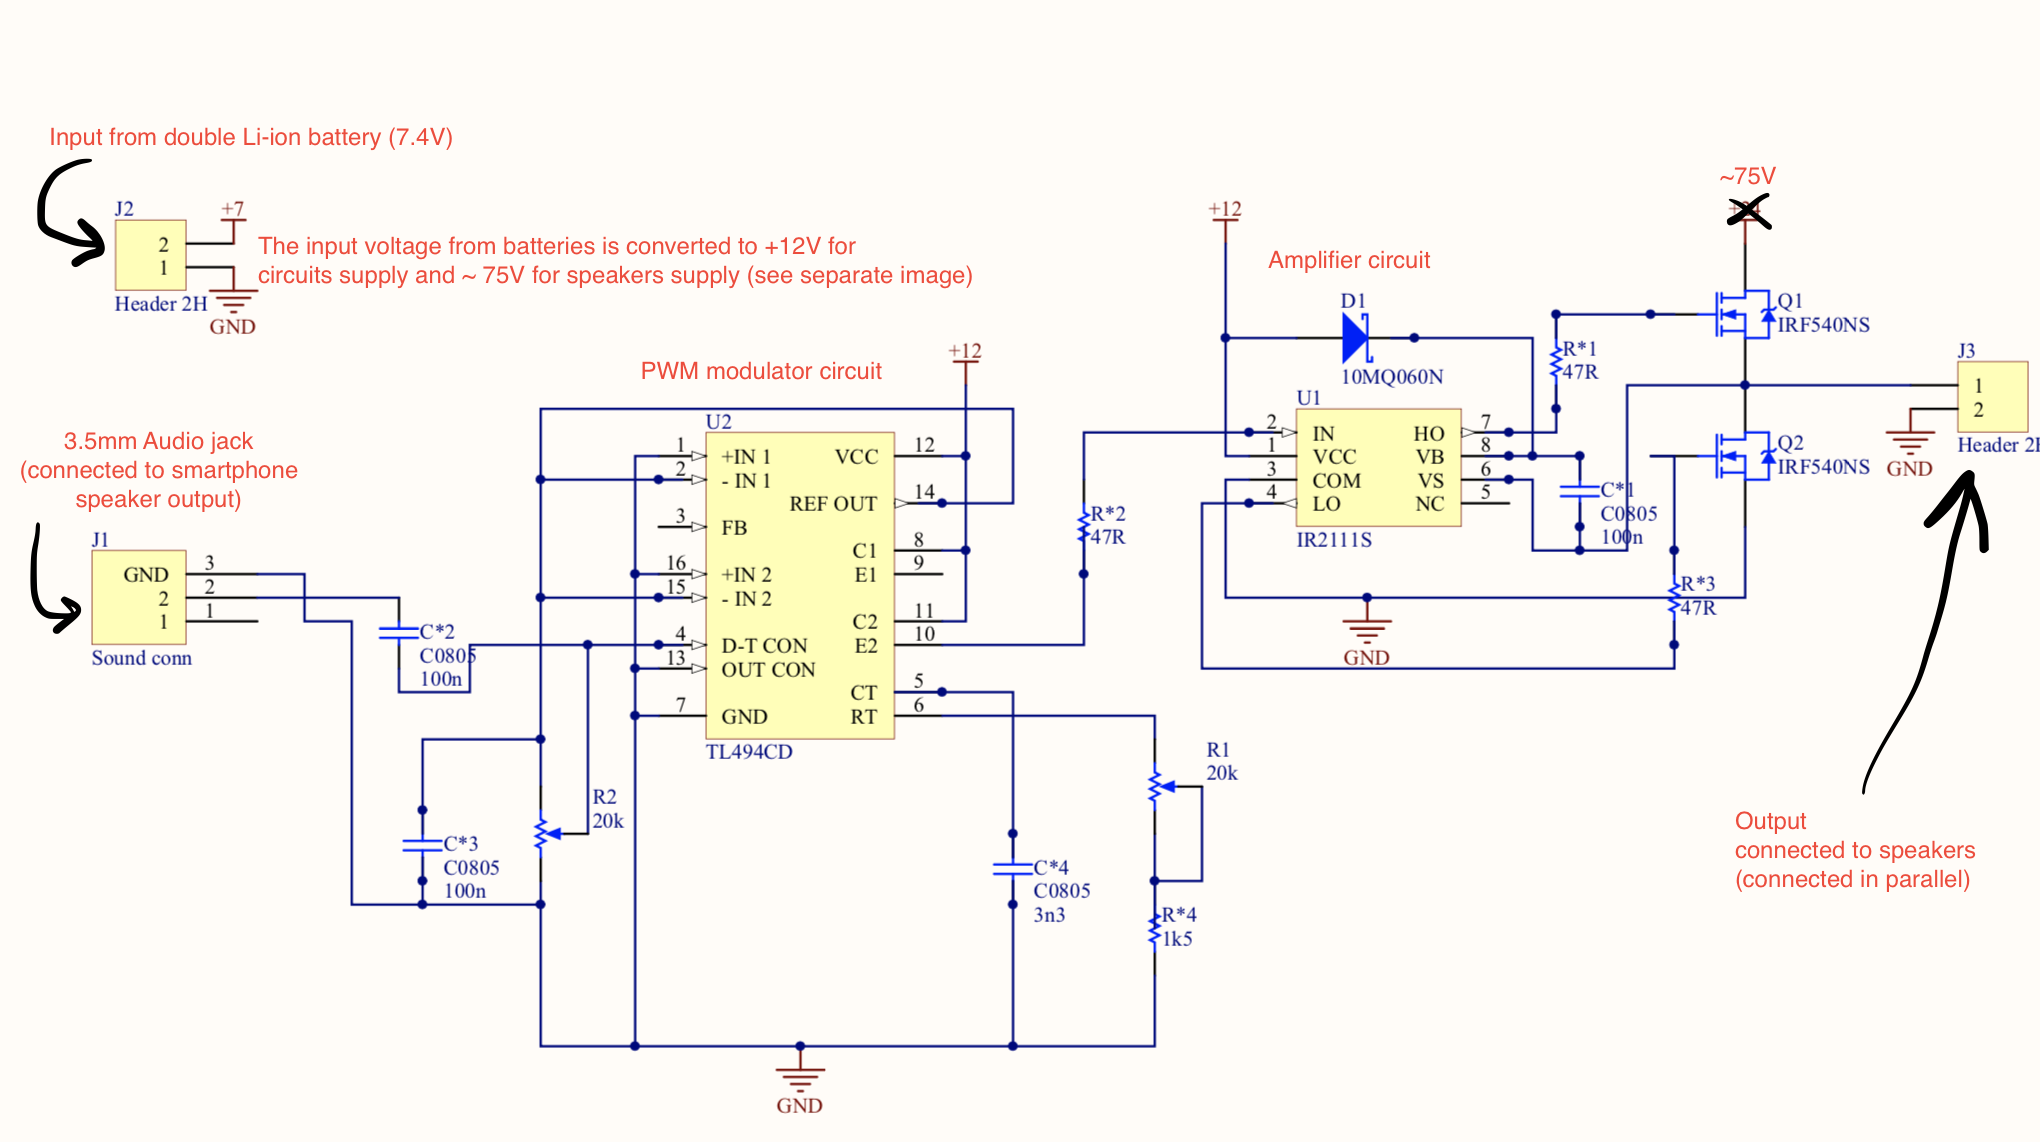 Input from double Li-ion battery (7.4V)
J2
+7
2
1
Header 2H
GND
The input voltage from batteries is converted to +12V for
circuits supply and ~ 75V for speakers supply (see separate image)
3.5mm Audio jack
(connected to smartphone
speaker output)
J1
GND 3
2 2
1 1
Sound conn
C*2
C0805
100n
C*3
C0805
100n
R2
20k
PWM modulator circuit
+12
U2
1 +IN 1
2 - IN 1
3 FB
16 +IN 2
15 - IN 2
4 D-T CON
13 OUT CON
7 GND
VCC 12
REF OUT 14
C1 8
E1 9
C2 11
E2 10
CT 5
RT 6
TL494CD
C*4
C0805
3n3
R1
20k
R*4
1k5
GND
R*2
47R
+12
Amplifier circuit
D1
10MQ060N
U1
2 IN
1 VCC
3 COM
4 LO
HO 7
VB 8
VS 6
NC 5
IR2111S
GND
R*1
47R
C*1
C0805
100n
R*3
47R
~75V
Q1
IRF540NS
Q2
IRF540NS
J3
1
2
Header 2H
GND
Output
connected to speakers
(connected in parallel)